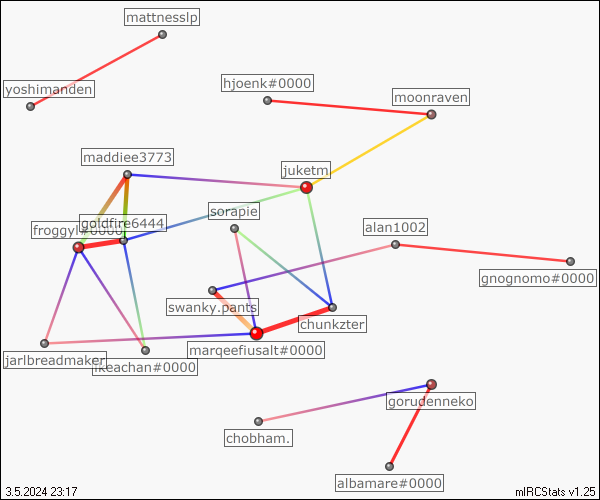 mattnesslp
yoshimanden
hjoenk#0000
moonraven
maddiee3773
juketm
sorapie
goldfire6444
froggyl#0000
alan1002
gnognomo#0000
swanky.pants
chunkzter
marqeefiusalt#0000
jarlbreadmaker
ikeachan#0000
gorudenneko
chobham.
albamare#0000
3.5.2024 23:17
mIRCStats v1.25